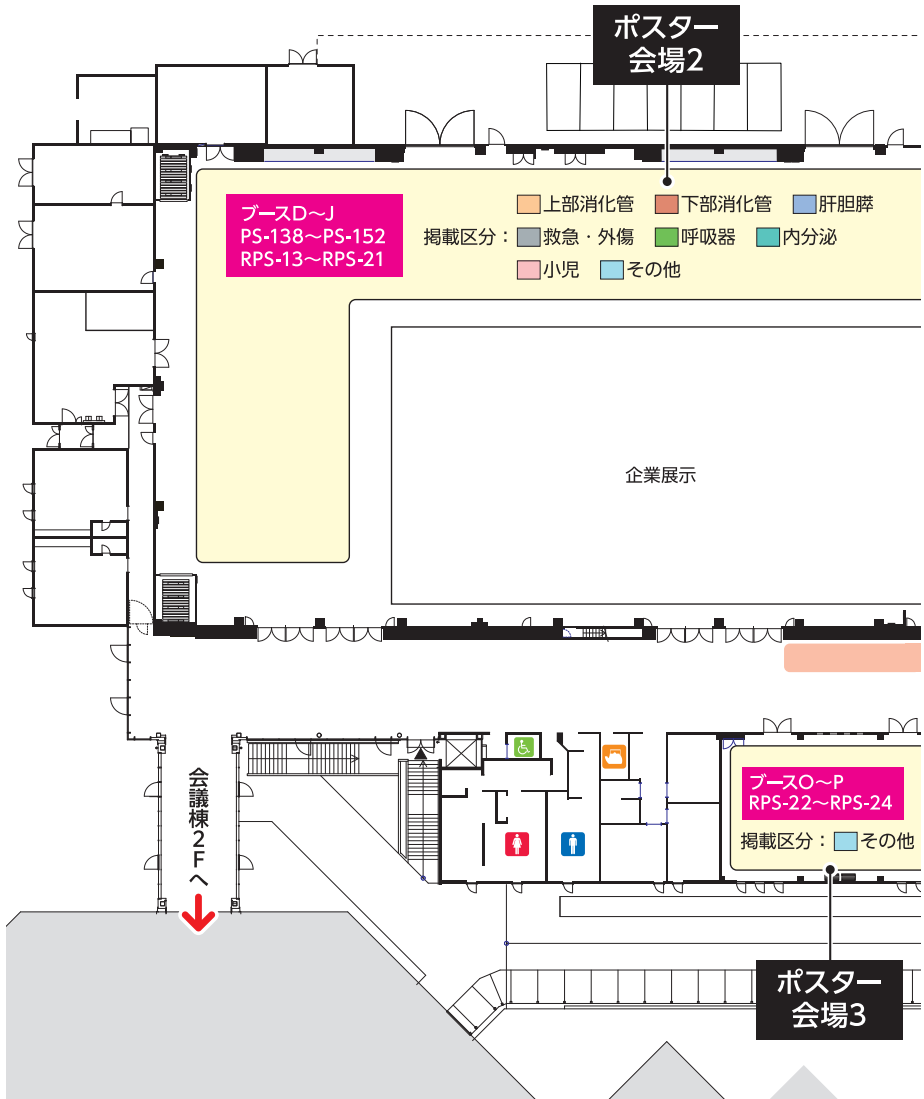 ポスター
会場2
ブースD〜J
PS-138〜PS-152
RPS-13〜RPS-21
上部消化管 下部消化管 肝胆膵
掲載区分：救急・外傷 呼吸器 内分泌
小児 その他
企業展示
会議棟2Fへ
ブースO〜P
RPS-22〜RPS-24
掲載区分：その他
ポスター
会場3